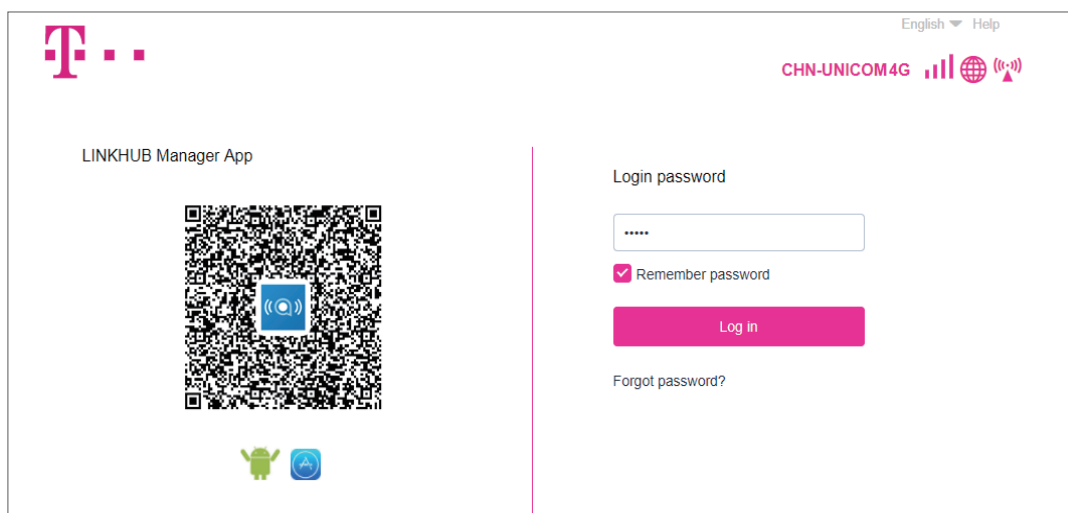 English Help
CHN-UNICOM4G
LINKHUB Manager App
Login password
•••••
Remember password
Log in
Forgot password?